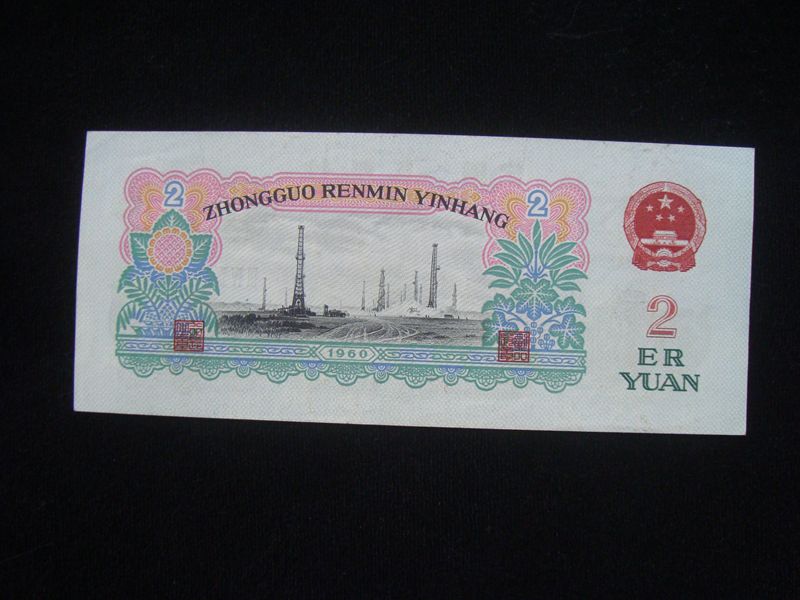 2
ZHONGGUO RENMIN YINHANG
2
1960
2
ER
YUAN